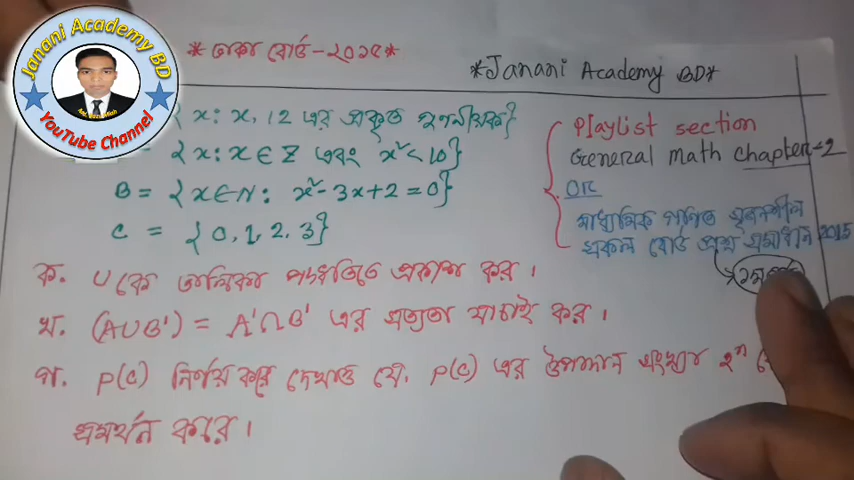 Janani Academy BD
YouTube Channel
*ঢাকা বোর্ড-২০১৫*
*Janani Academy BD*
{x: x, 12 এর প্রকৃত গুণনীয়ক}
{x: x∈Z এবং x²<10}
B = {x∈N: x²-3x+2=0}
C = {0,1,2,3}
Playlist section
General math chapter-2
OR
মাধ্যমিক গণিত সৃজনশীল
সকল বোর্ড প্রশ্ন সমাধান 2015
ক. U কে তালিকা পদ্ধতিতে প্রকাশ কর।
খ. (A∪B') = A'∩B' এর সত্যতা যাচাই কর।
গ. P(C) নির্ণয় করে দেখাও যে, P(C) এর উপাদান সংখ্যা 2ⁿ
সমর্থন করে।